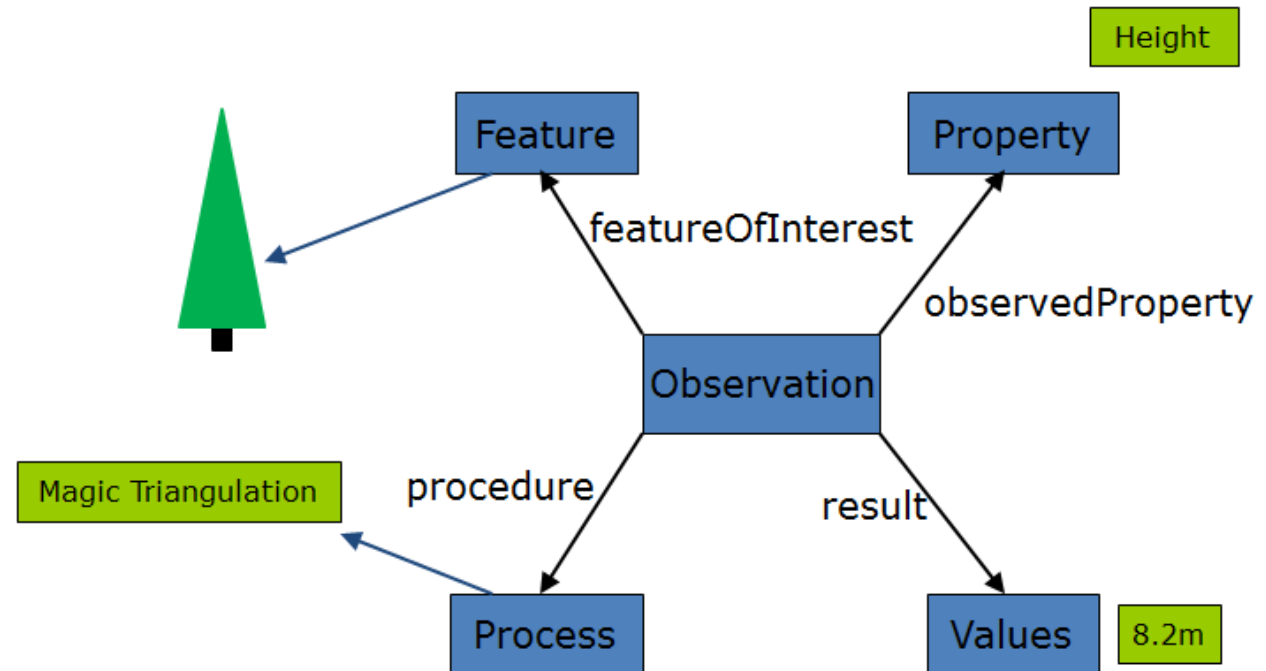 Height
Feature
Property
featureOfInterest
observedProperty
Observation
Magic Triangulation
procedure
result
Process
Values
8.2m